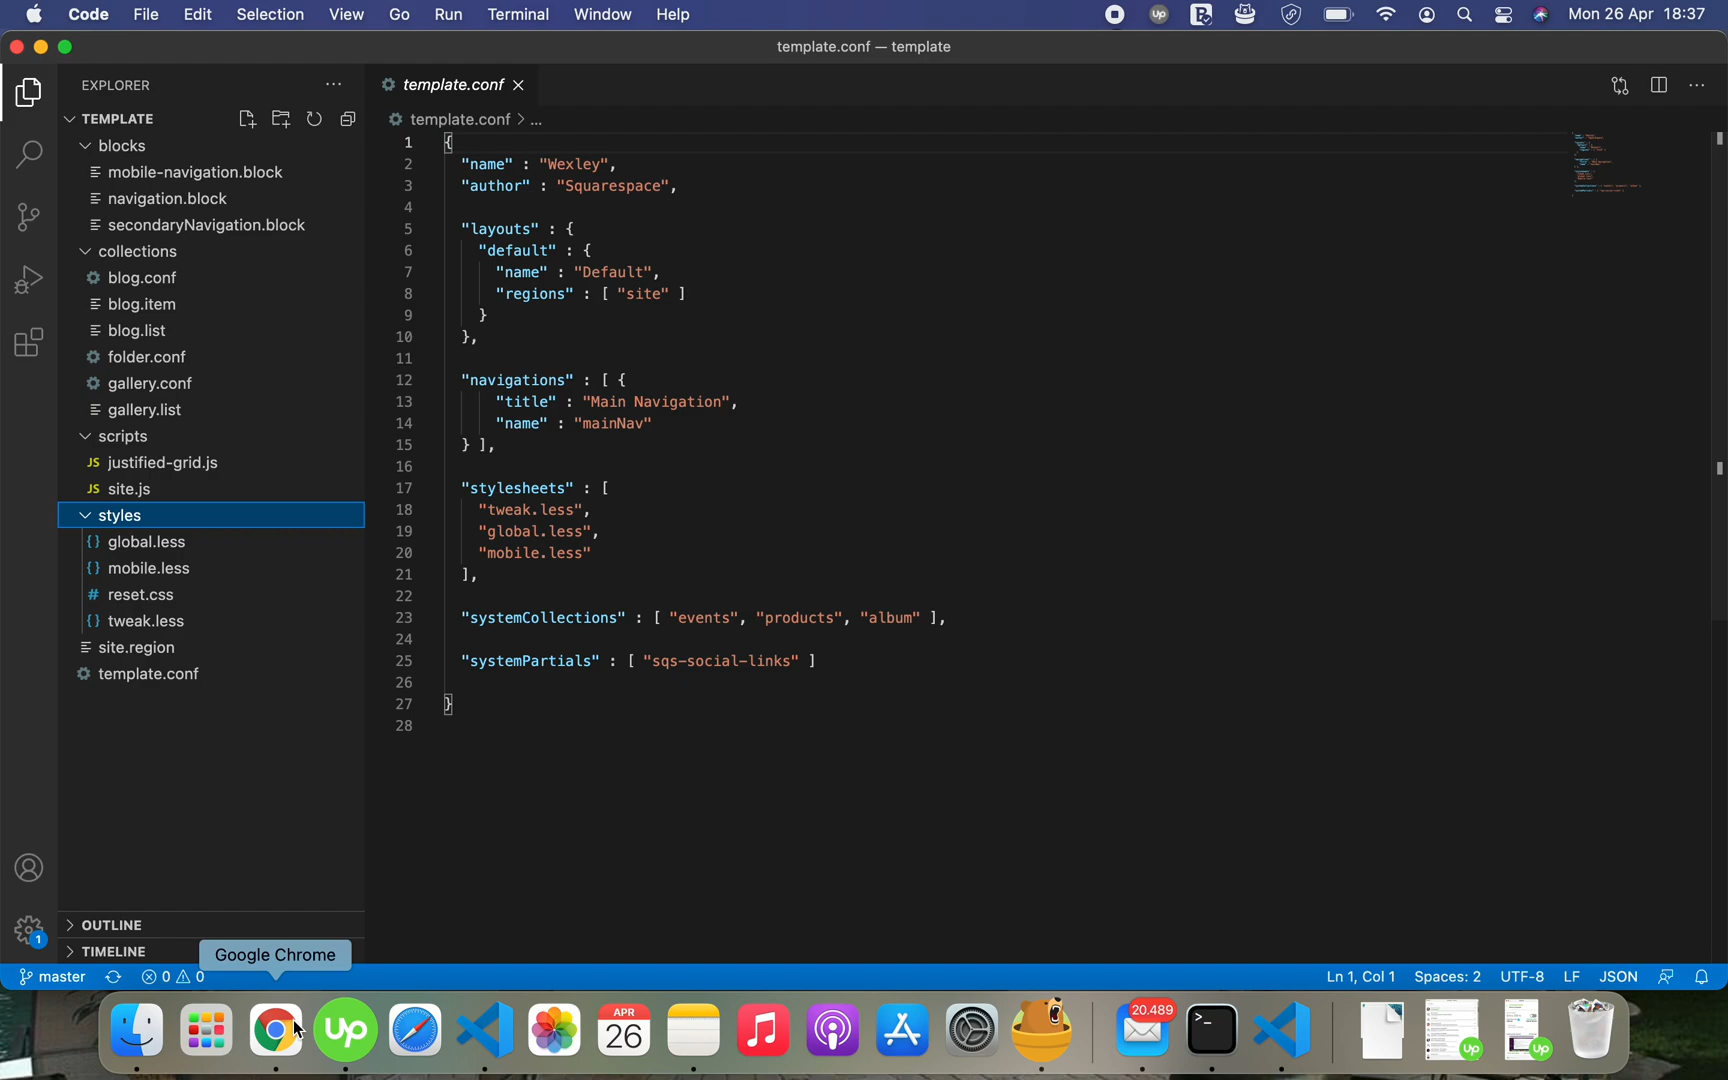 Code File Edit Selection View Go Run Terminal Window Help Mon 26 Apr 18:37
template.conf — template
EXPLORER
template.conf
TEMPLATE
template.conf > ...
blocks
mobile-navigation.block
navigation.block
secondaryNavigation.block
collections
blog.conf
blog.item
blog.list
folder.conf
gallery.conf
gallery.list
scripts
JS justified-grid.js
JS site.js
styles
{} global.less
{} mobile.less
# reset.css
{} tweak.less
site.region
template.conf
OUTLINE
TIMELINE
1 {
2 "name" : "Wexley",
3 "author" : "Squarespace",
4
5 "layouts" : {
6 "default" : {
7 "name" : "Default",
8 "regions" : [ "site" ]
9 }
10 },
11
12 "navigations" : [ {
13 "title" : "Main Navigation",
14 "name" : "mainNav"
15 } ],
16
17 "stylesheets" : [
18 "tweak.less",
19 "global.less",
20 "mobile.less"
21 ],
22
23 "systemCollections" : [ "events", "products", "album" ],
24
25 "systemPartials" : [ "sqs-social-links" ]
26
27 }
28
1
Google Chrome
master 0 0 Ln 1, Col 1 Spaces: 2 UTF-8 LF JSON
up
APR
26
20.489
>_
up
up